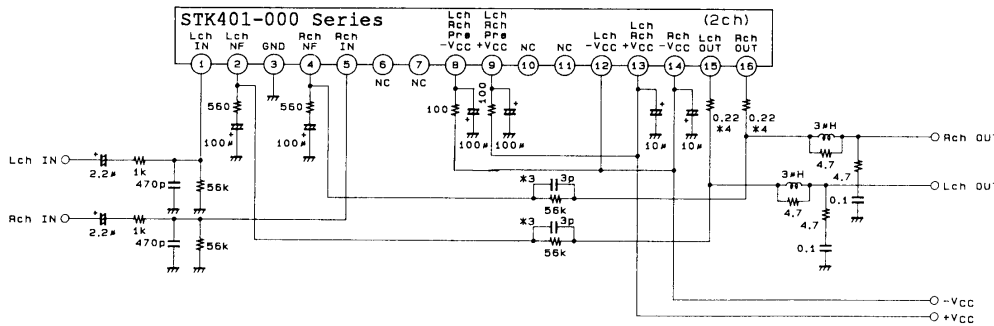 STK401-000 Series (2ch)
Lch IN
Lch NF
GND
Rch NF
Rch IN
NC
NC
Lch Rch Pre -VCC
Lch Rch Pre +VCC
NC
NC
Lch -VCC
Lch Rch +VCC
Rch -VCC
Lch OUT
Rch OUT
1 2 3 4 5 6 7 8 9 10 11 12 13 14 15 16
560
100µ
560
100µ
100
100µ
100
100µ
10µ
10µ
0.22 *4
0.22 *4
3µH
4.7
4.7
Rch OUT
3µH
4.7
4.7
0.1
Lch OUT
0.1
Lch IN
2.2µ
1k
470p
56k
Rch IN
2.2µ
1k
470p
56k
*3
3p
56k
*3
3p
56k
-VCC
+VCC